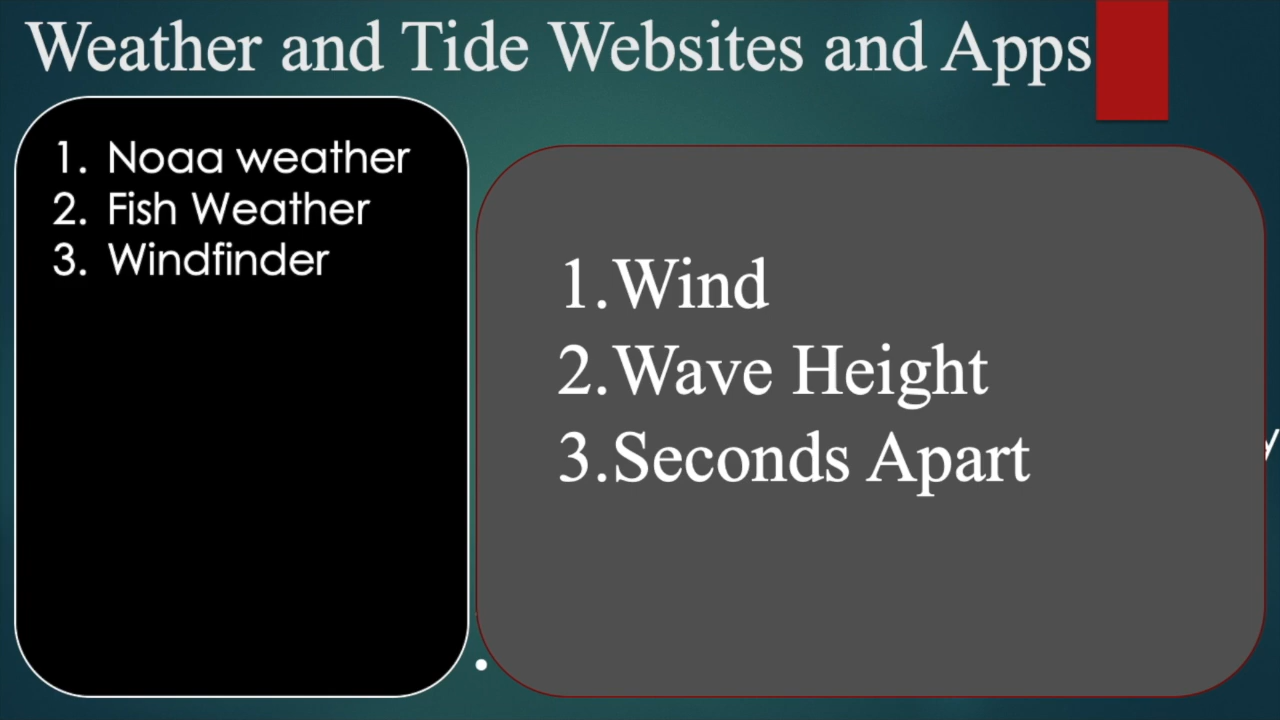 Weather and Tide Websites and Apps
1. Noaa weather
2. Fish Weather
3. Windfinder
1.Wind
2.Wave Height
3.Seconds Apart
•